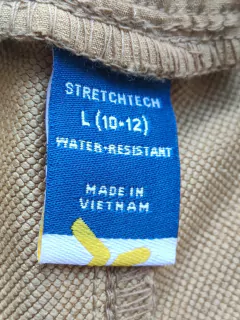 STRETCHTECH
L (10-12)
WATER-RESISTANT
MADE IN
VIETNAM